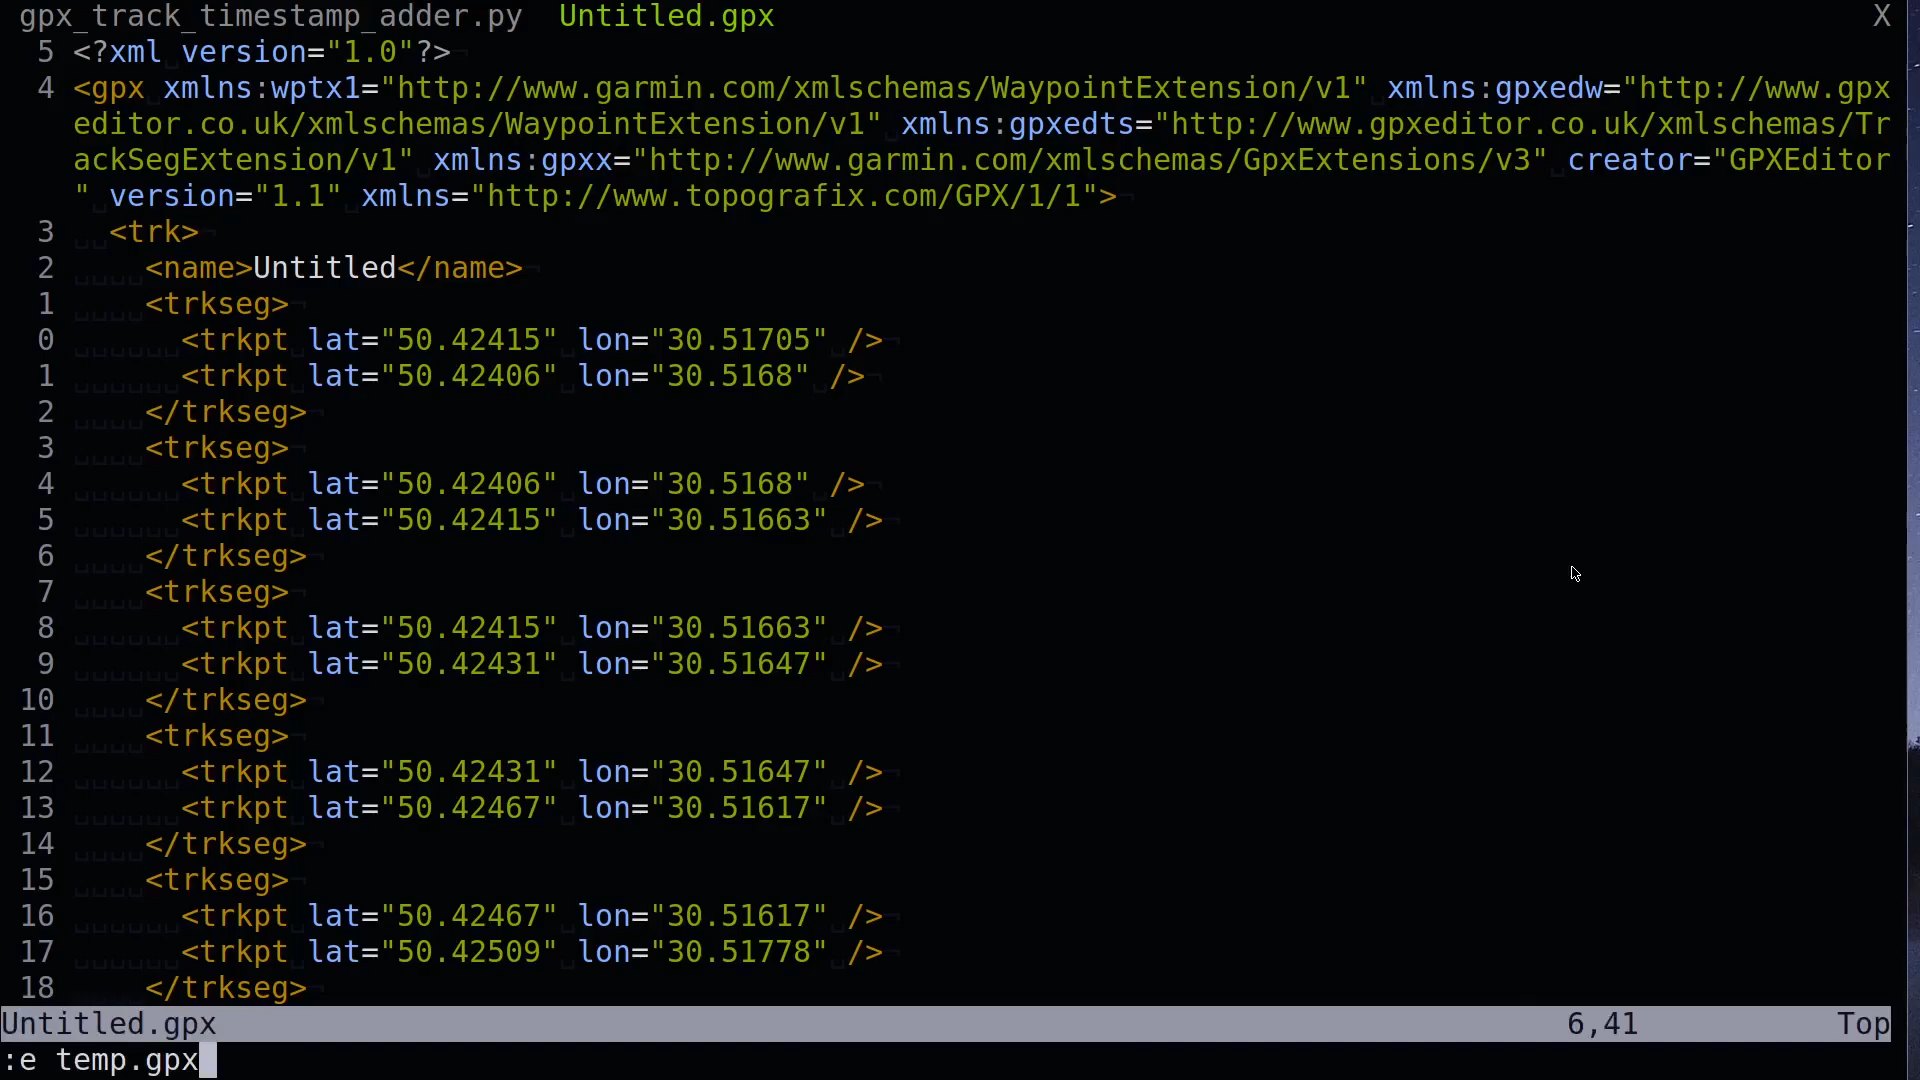 gpx_track_timestamp_adder.py  Untitled.gpx X
5 <?xml version="1.0"?>¬
4 <gpx xmlns:wptx1="http://www.garmin.com/xmlschemas/WaypointExtension/v1" xmlns:gpxedw="http://www.gpx
editor.co.uk/xmlschemas/WaypointExtension/v1" xmlns:gpxedts="http://www.gpxeditor.co.uk/xmlschemas/Tr
ackSegExtension/v1" xmlns:gpxx="http://www.garmin.com/xmlschemas/GpxExtensions/v3" creator="GPXEditor
" version="1.1" xmlns="http://www.topografix.com/GPX/1/1">¬
3   <trk>¬
2     <name>Untitled</name>¬
1     <trkseg>¬
0       <trkpt lat="50.42415" lon="30.51705" />¬
1       <trkpt lat="50.42406" lon="30.5168" />¬
2     </trkseg>¬
3     <trkseg>¬
4       <trkpt lat="50.42406" lon="30.5168" />¬
5       <trkpt lat="50.42415" lon="30.51663" />¬
6     </trkseg>¬
7     <trkseg>¬
8       <trkpt lat="50.42415" lon="30.51663" />¬
9       <trkpt lat="50.42431" lon="30.51647" />¬
10     </trkseg>¬
11     <trkseg>¬
12       <trkpt lat="50.42431" lon="30.51647" />¬
13       <trkpt lat="50.42467" lon="30.51617" />¬
14     </trkseg>¬
15     <trkseg>¬
16       <trkpt lat="50.42467" lon="30.51617" />¬
17       <trkpt lat="50.42509" lon="30.51778" />¬
18     </trkseg>¬
Untitled.gpx 6,41 Top
:e temp.gpx